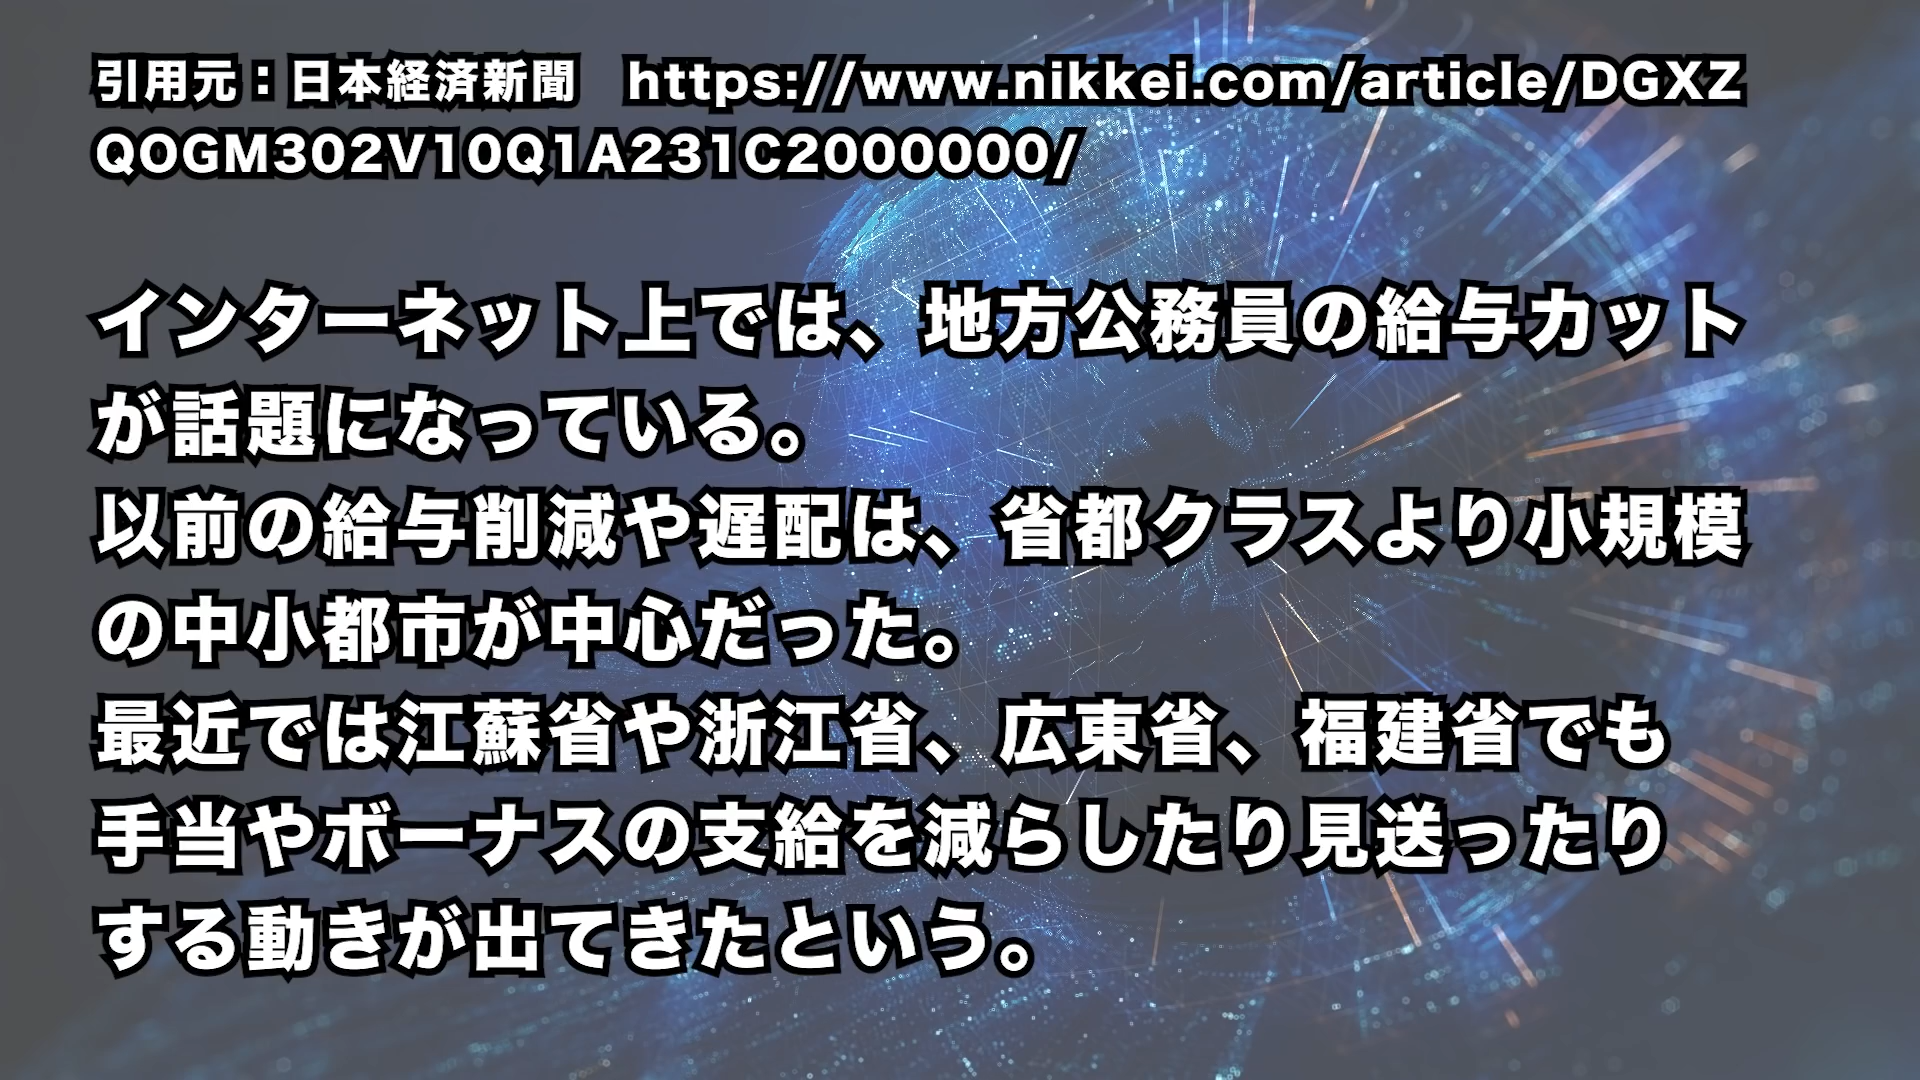 引用元：日本経済新聞　https://www.nikkei.com/article/DGXZ
QOGM302V10Q1A231C2000000/
インターネット上では、地方公務員の給与カット
が話題になっている。
以前の給与削減や遅配は、省都クラスより小規模
の中小都市が中心だった。
最近では江蘇省や浙江省、広東省、福建省でも
手当やボーナスの支給を減らしたり見送ったり
する動きが出てきたという。